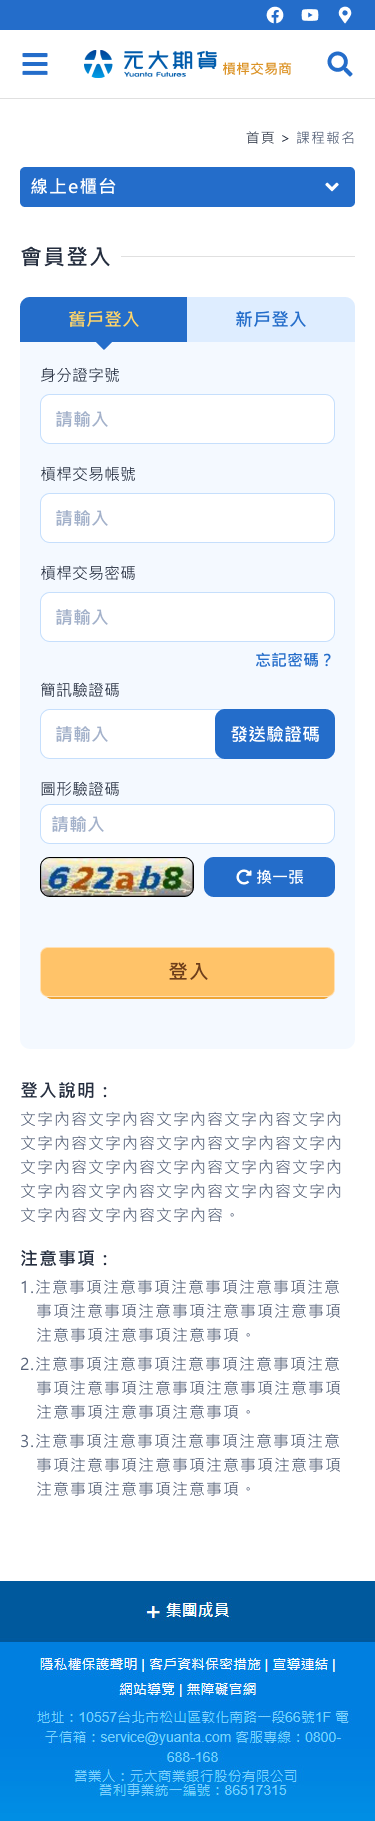 元大期貨
Yuanta Futures
槓桿交易商
首頁 > 課程報名
線上e櫃台
會員登入
舊戶登入
新戶登入
身分證字號
請輸入
槓桿交易帳號
請輸入
槓桿交易密碼
請輸入
忘記密碼？
簡訊驗證碼
請輸入
發送驗證碼
圖形驗證碼
請輸入
622ab8
換一張
登入
登入說明：
文字內容文字內容文字內容文字內容文字內
文字內容文字內容文字內容文字內容文字內
文字內容文字內容文字內容文字內容文字內
文字內容文字內容文字內容文字內容文字內
文字內容文字內容文字內容。
注意事項：
1.注意事項注意事項注意事項注意事項注意
事項注意事項注意事項注意事項注意事項
注意事項注意事項注意事項。
2.注意事項注意事項注意事項注意事項注意
事項注意事項注意事項注意事項注意事項
注意事項注意事項注意事項。
3.注意事項注意事項注意事項注意事項注意
事項注意事項注意事項注意事項注意事項
注意事項注意事項注意事項。
+ 集團成員
隱私權保護聲明 | 客戶資料保密措施 | 宣導連結 |
網站導覽 | 無障礙官網
地址：10557台北市松山區敦化南路一段66號1F 電
子信箱：service@yuanta.com 客服專線：0800-
688-168
營業人：元大商業銀行股份有限公司
營利事業統一編號：86517315